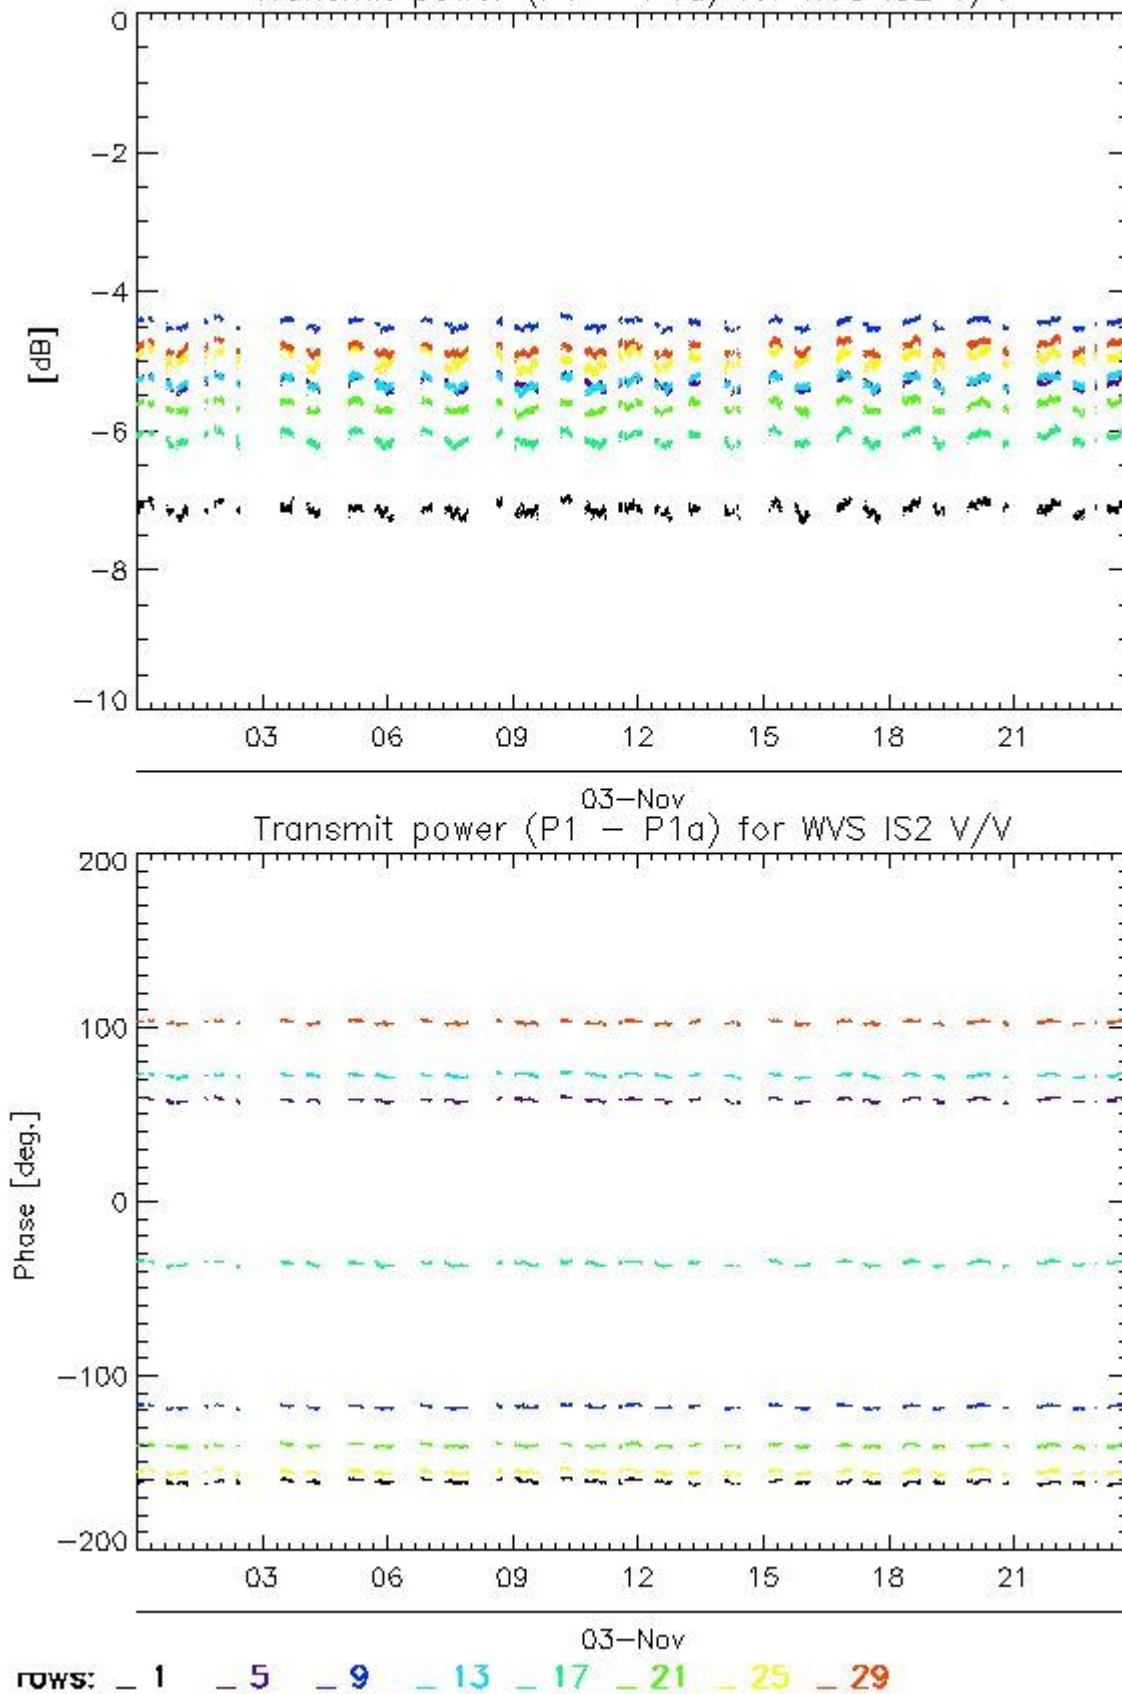 0
-2
-4
[dB]
-6
-8
-10
03 06 09 12 15 18 21
03-Nov
Transmit power (P1 - P1a) for WVS IS2 V/V
200
100
0
Phase [deg.]
-100
-200
03 06 09 12 15 18 21
03-Nov
rows: _ 1 _ 5 _ 9 _ 13 _ 17 _ 21 _ 25 _ 29